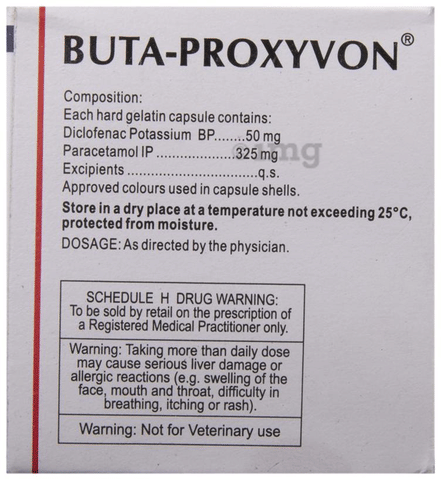 BUTA-PROXYVON®
Composition:
Each hard gelatin capsule contains:
Diclofenac Potassium BP........50 mg
Paracetamol IP ......................325 mg
Excipients .....................................q.s.
Approved colours used in capsule shells.
Store in a dry place at a temperature not exceeding 25°C,
protected from moisture.
DOSAGE: As directed by the physician.
SCHEDULE H DRUG WARNING:
To be sold by retail on the prescription of
a Registered Medical Practitioner only.
Warning: Taking more than daily dose
may cause serious liver damage or
allergic reactions (e.g. swelling of the
face, mouth and throat, difficulty in
breathing, itching or rash).
Warning: Not for Veterinary use